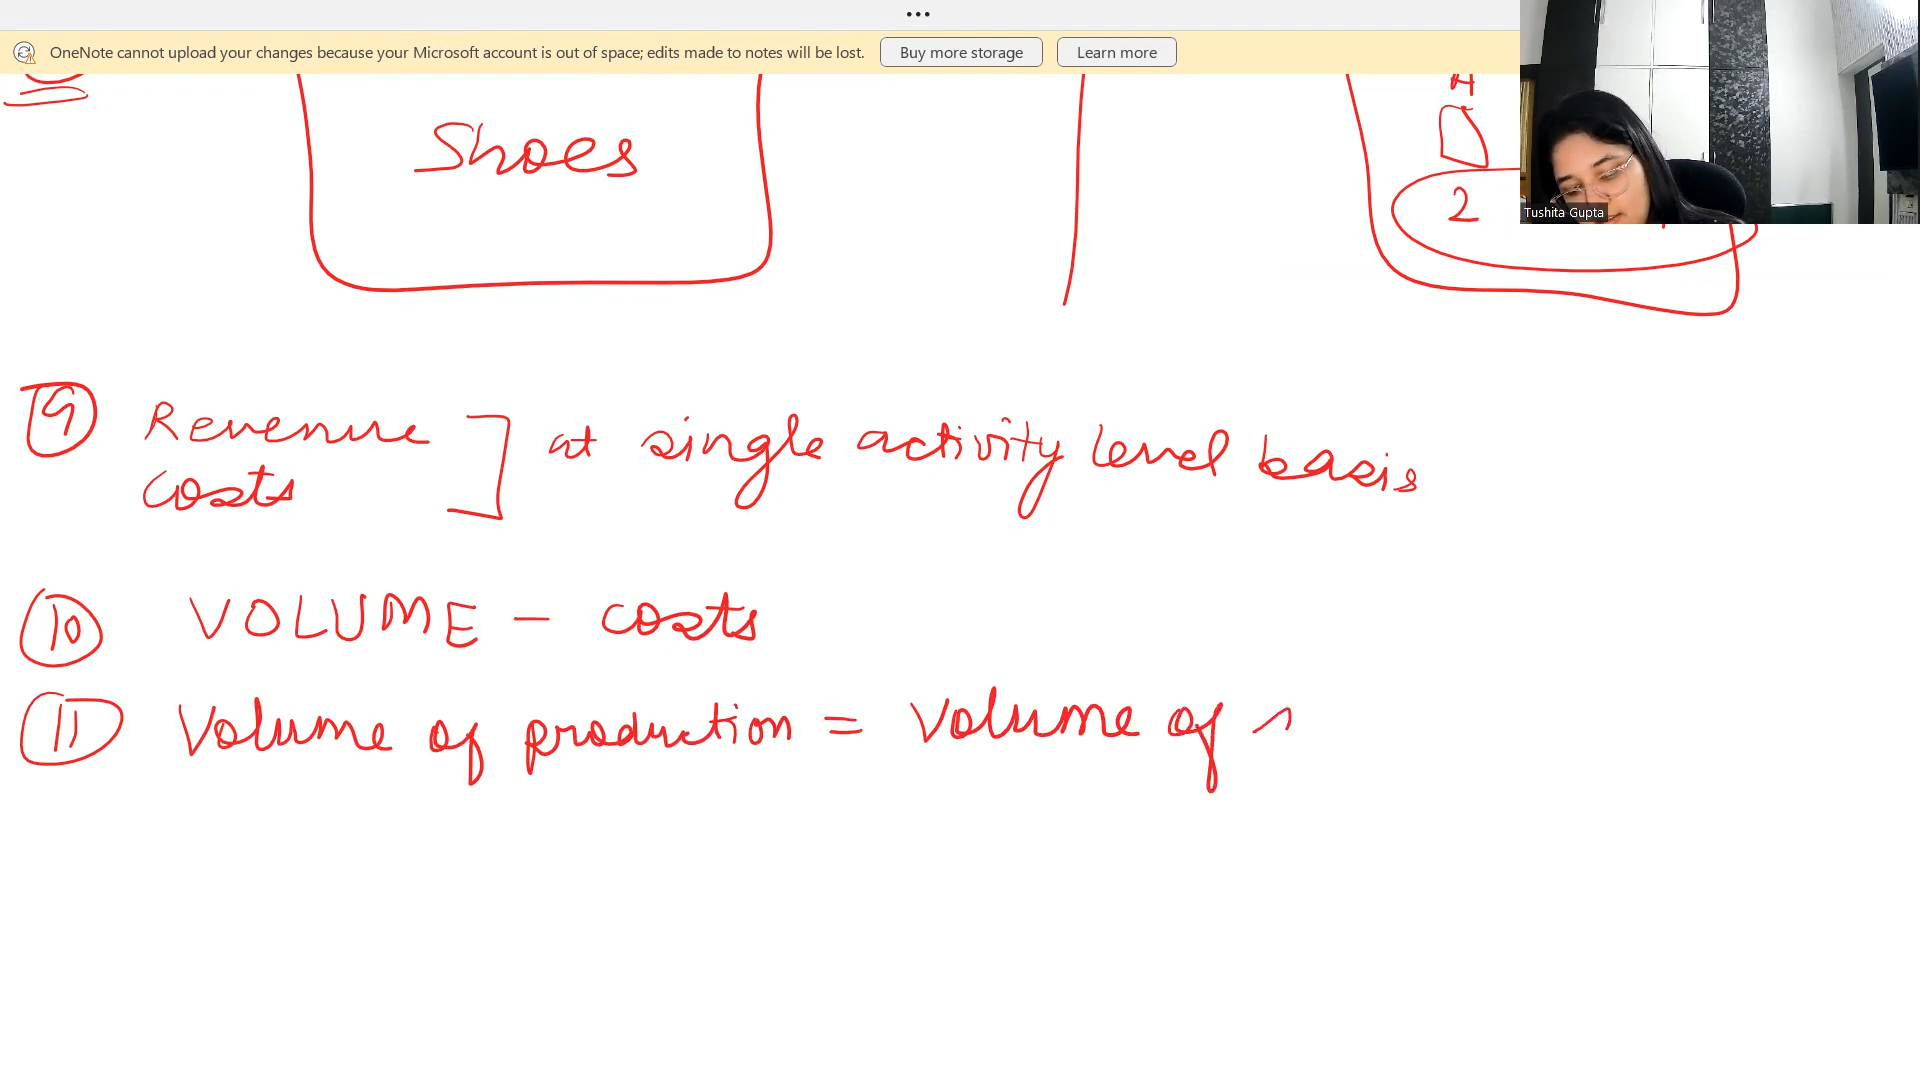 ...
OneNote cannot upload your changes because your Microsoft account is out of space; edits made to notes will be lost. Buy more storage Learn more
Shoes
2
Tushita Gupta
9 Revenue ] at single activity level basis
costs
10 VOLUME - costs
11 Volume of production = Volume of